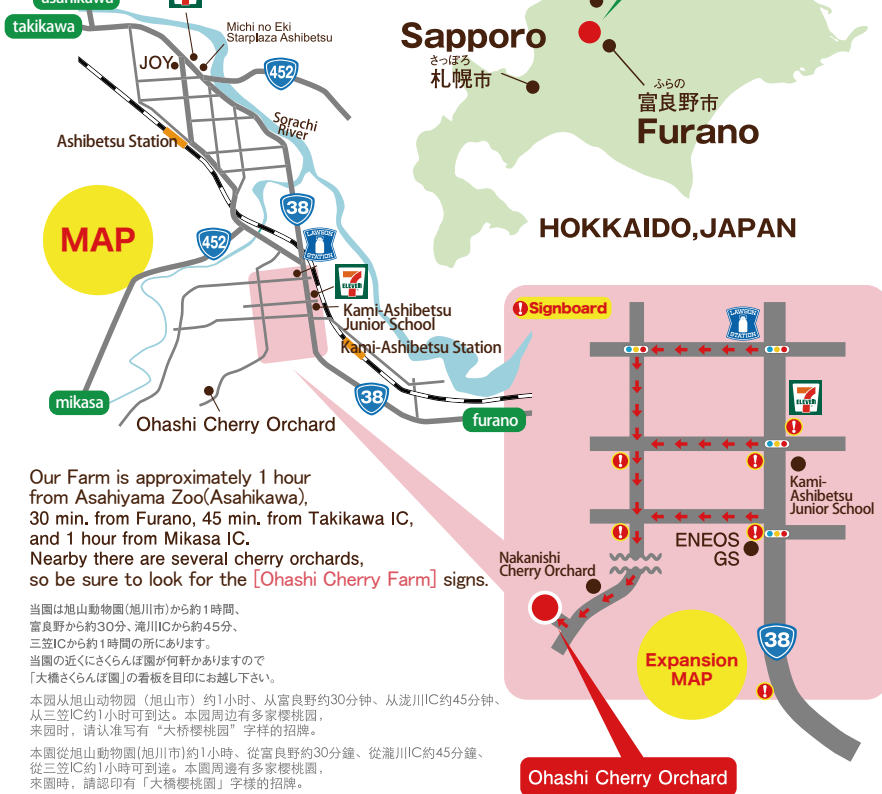 asahikawa
takikawa
Michi no Eki
Starplaza Ashibetsu
JOY
452
Sorachi
River
Ashibetsu Station
38
MAP
452
LAWSON
STATION
7
ELEVEn
Kami-Ashibetsu
Junior School
Kami-Ashibetsu Station
38
mikasa
furano
Ohashi Cherry Orchard
Sapporo
さっぽろ
札幌市
ふらの
富良野市
Furano
HOKKAIDO,JAPAN
!Signboard
LAWSON
STATION
7
ELEVEn
!
!
!
Kami-
Ashibetsu
Junior School
!
!
ENEOS
GS
Nakanishi
Cherry Orchard
38
Expansion
MAP
!
Ohashi Cherry Orchard
Our Farm is approximately 1 hour
from Asahiyama Zoo(Asahikawa),
30 min. from Furano, 45 min. from Takikawa IC,
and 1 hour from Mikasa IC.
Nearby there are several cherry orchards,
so be sure to look for the [Ohashi Cherry Farm] signs.
当園は旭山動物園(旭川市)から約1時間、
富良野から約30分、滝川ICから約45分、
三笠ICから約1時間の所にあります。
当園の近くにさくらんぼ園が何軒かありますので
「大橋さくらんぼ園」の看板を目印にお越し下さい。
本园从旭山动物园（旭山市）约1小时、从富良野约30分钟、从泷川IC约45分钟、
从三笠IC约1小时可到达。本园周边有多家樱桃园，
来园时，请认准写有“大桥樱桃园”字样的招牌。
本園從旭山動物園(旭川市)約1小時、從富良野約30分鐘、從瀧川IC約45分鐘、
從三笠IC約1小時可到達。本園周邊有多家櫻桃園，
來園時，請認印有「大橋櫻桃園」字樣的招牌。